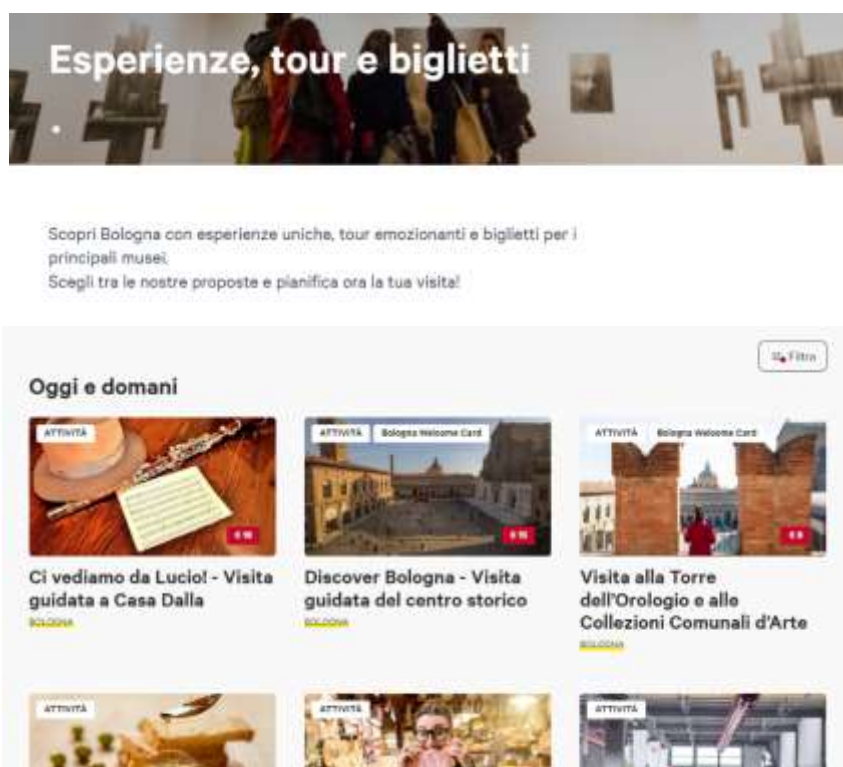 Esperienze, tour e biglietti
Scopri Bologna con esperienze uniche, tour emozionanti e biglietti per i
principali musei.
Scegli tra le nostre proposte e pianifica ora la tua visita!
Filtra
Oggi e domani
ATTIVITÀ
Ci vediamo da Lucio! - Visita
guidata a Casa Dalla
BOLOGNA
ATTIVITÀ
Bologna Welcome Card
Discover Bologna - Visita
guidata del centro storico
BOLOGNA
ATTIVITÀ
Bologna Welcome Card
Visita alla Torre
dell'Orologio e alle
Collezioni Comunali d'Arte
BOLOGNA
ATTIVITÀ
ATTIVITÀ
ATTIVITÀ